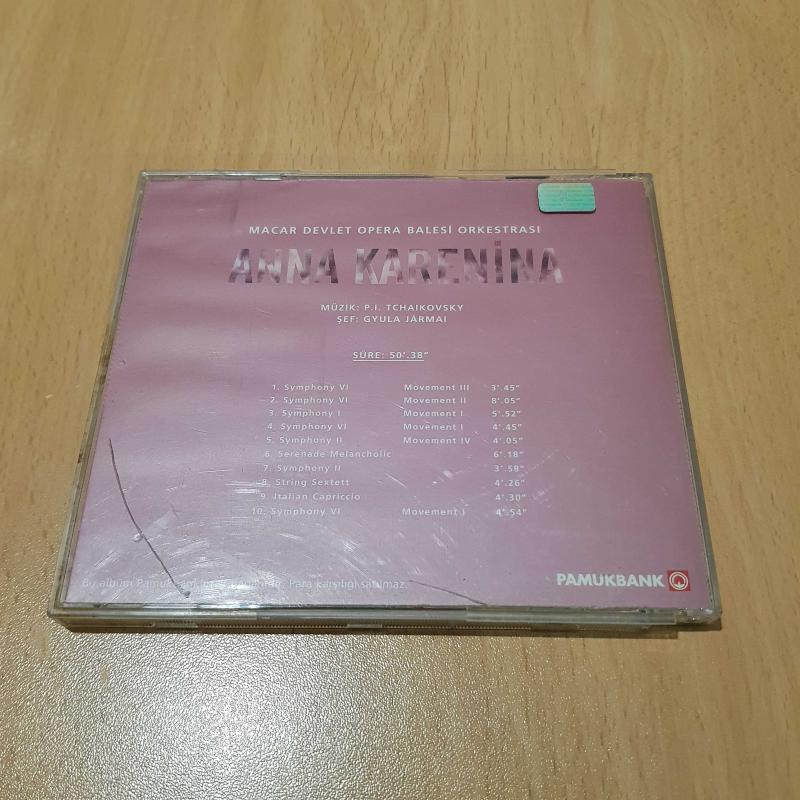 MACAR DEVLET OPERA BALESİ ORKESTRASI
ANNA KARENİNA
MÜZİK: P.I. TCHAIKOVSKY
ŞEF: GYULA JÁRMAI
SÜRE: 50'.38"
1. Symphony VI Movement III 3'.45"
2. Symphony VI Movement II 8'.05"
3. Symphony I Movement I 5'.52"
4. Symphony VI Movement I 4'.45"
5. Symphony II Movement IV 4'.05"
6. Serenade Melancholic 6'.18"
7. Symphony II 3'.58"
8. String Sextett 4'.26"
9. Italian Capriccio 4'.30"
10. Symphony VI Movement I 4'.54"
Bu albüm Para karşılığı satılmaz.
PAMUKBANK